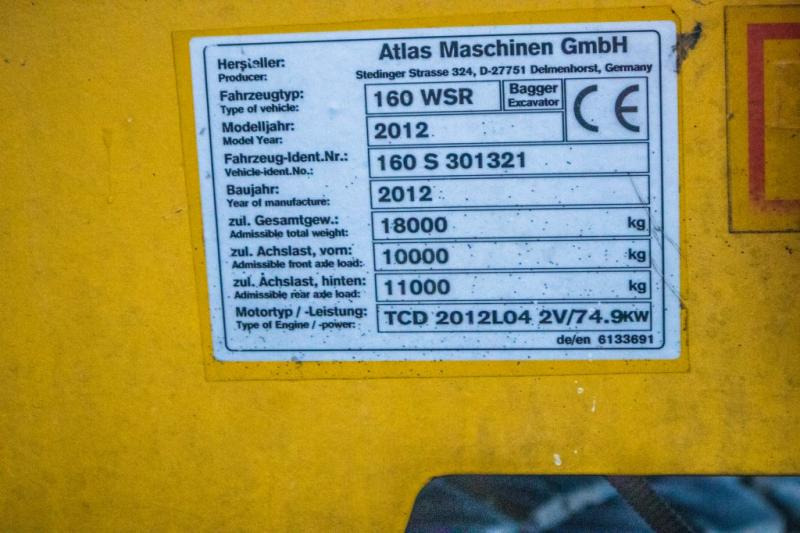 Hersteller: Atlas Maschinen GmbH
Producer: Stedinger Strasse 324, D-27751 Delmenhorst, Germany
Fahrzeugtyp: 160 WSR Bagger CE
Type of vehicle: Excavator
Modelljahr: 2012
Model Year:
Fahrzeug-Ident.Nr.: 160 S 301321
Vehicle-ident.No.:
Baujahr: 2012
Year of manufacture:
zul. Gesamtgew.: 18000 kg
Admissible total weight:
zul. Achslast, vorn: 10000 kg
Admissible front axle load:
zul. Achslast, hinten: 11000 kg
Admissible rear axle load:
Motortyp / -Leistung: TCD 2012L04 2V/74.9KW
Type of Engine / -power:
de/en 6133691